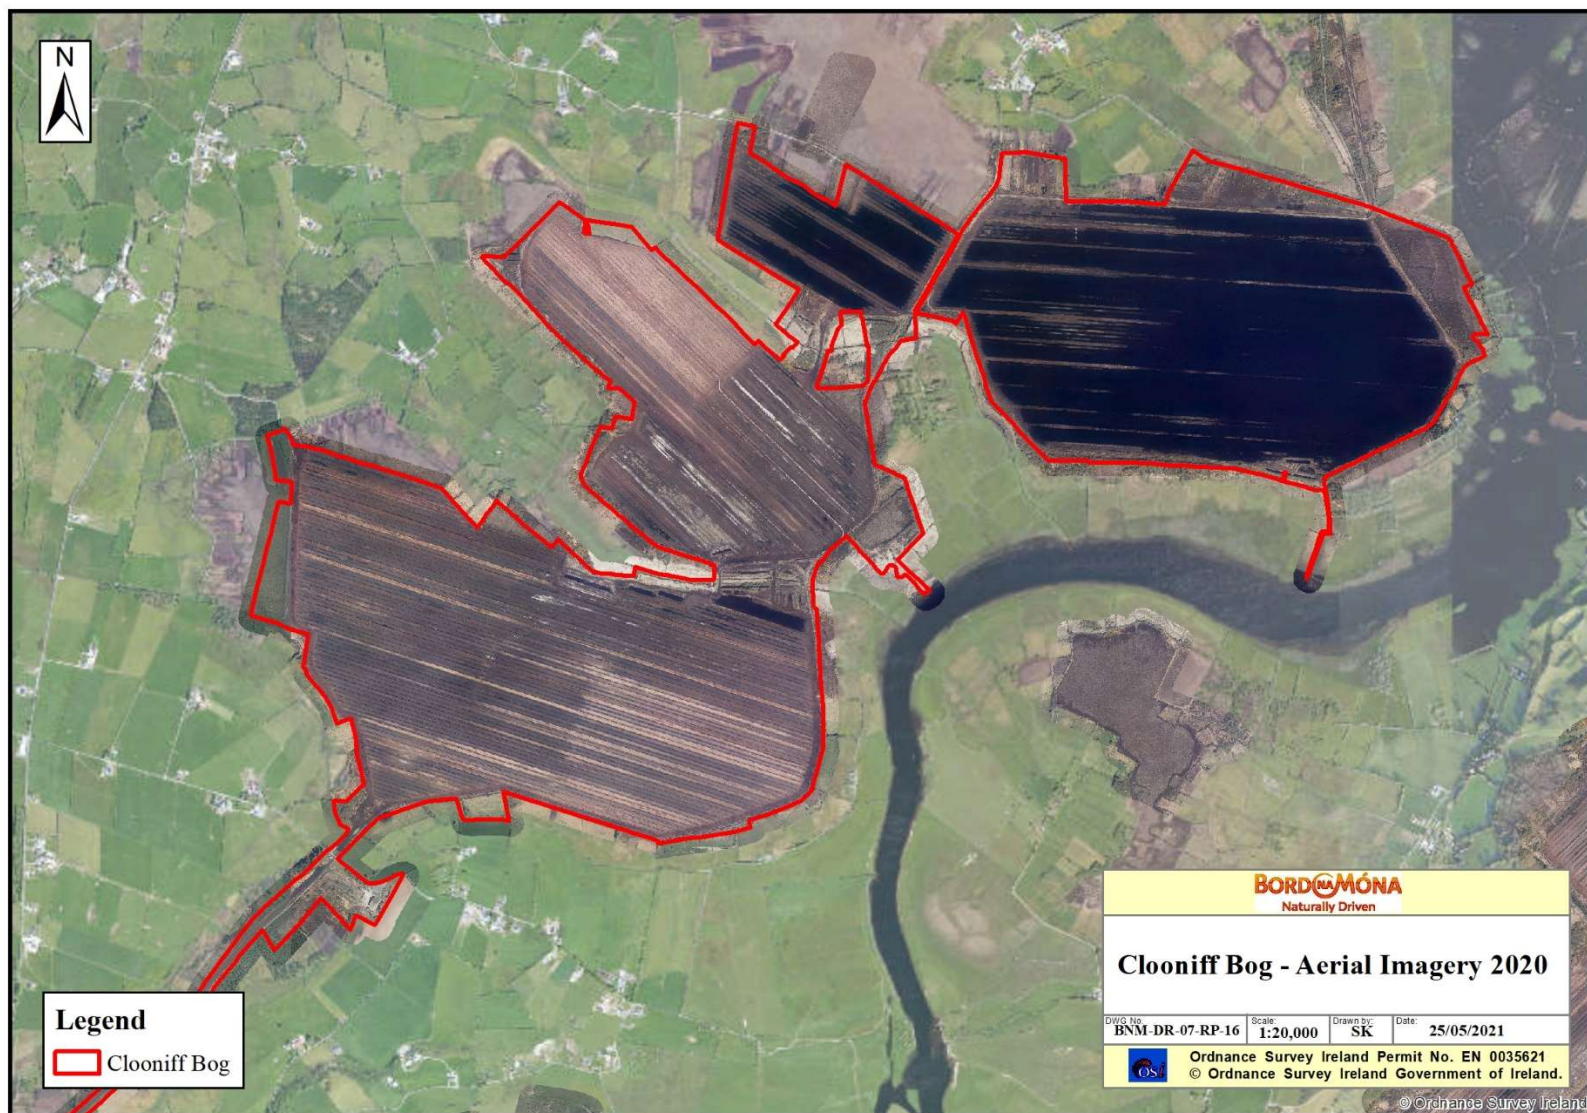 N
BORD NA MÓNA
Naturally Driven
Clooniff Bog - Aerial Imagery 2020
DWG No: BNM-DR-07-RP-16
Scale: 1:20,000
Drawn by: SK
Date: 25/05/2021
OSi
Ordnance Survey Ireland Permit No. EN 0035621
© Ordnance Survey Ireland Government of Ireland.
Legend
Clooniff Bog
© Ordnance Survey Ireland